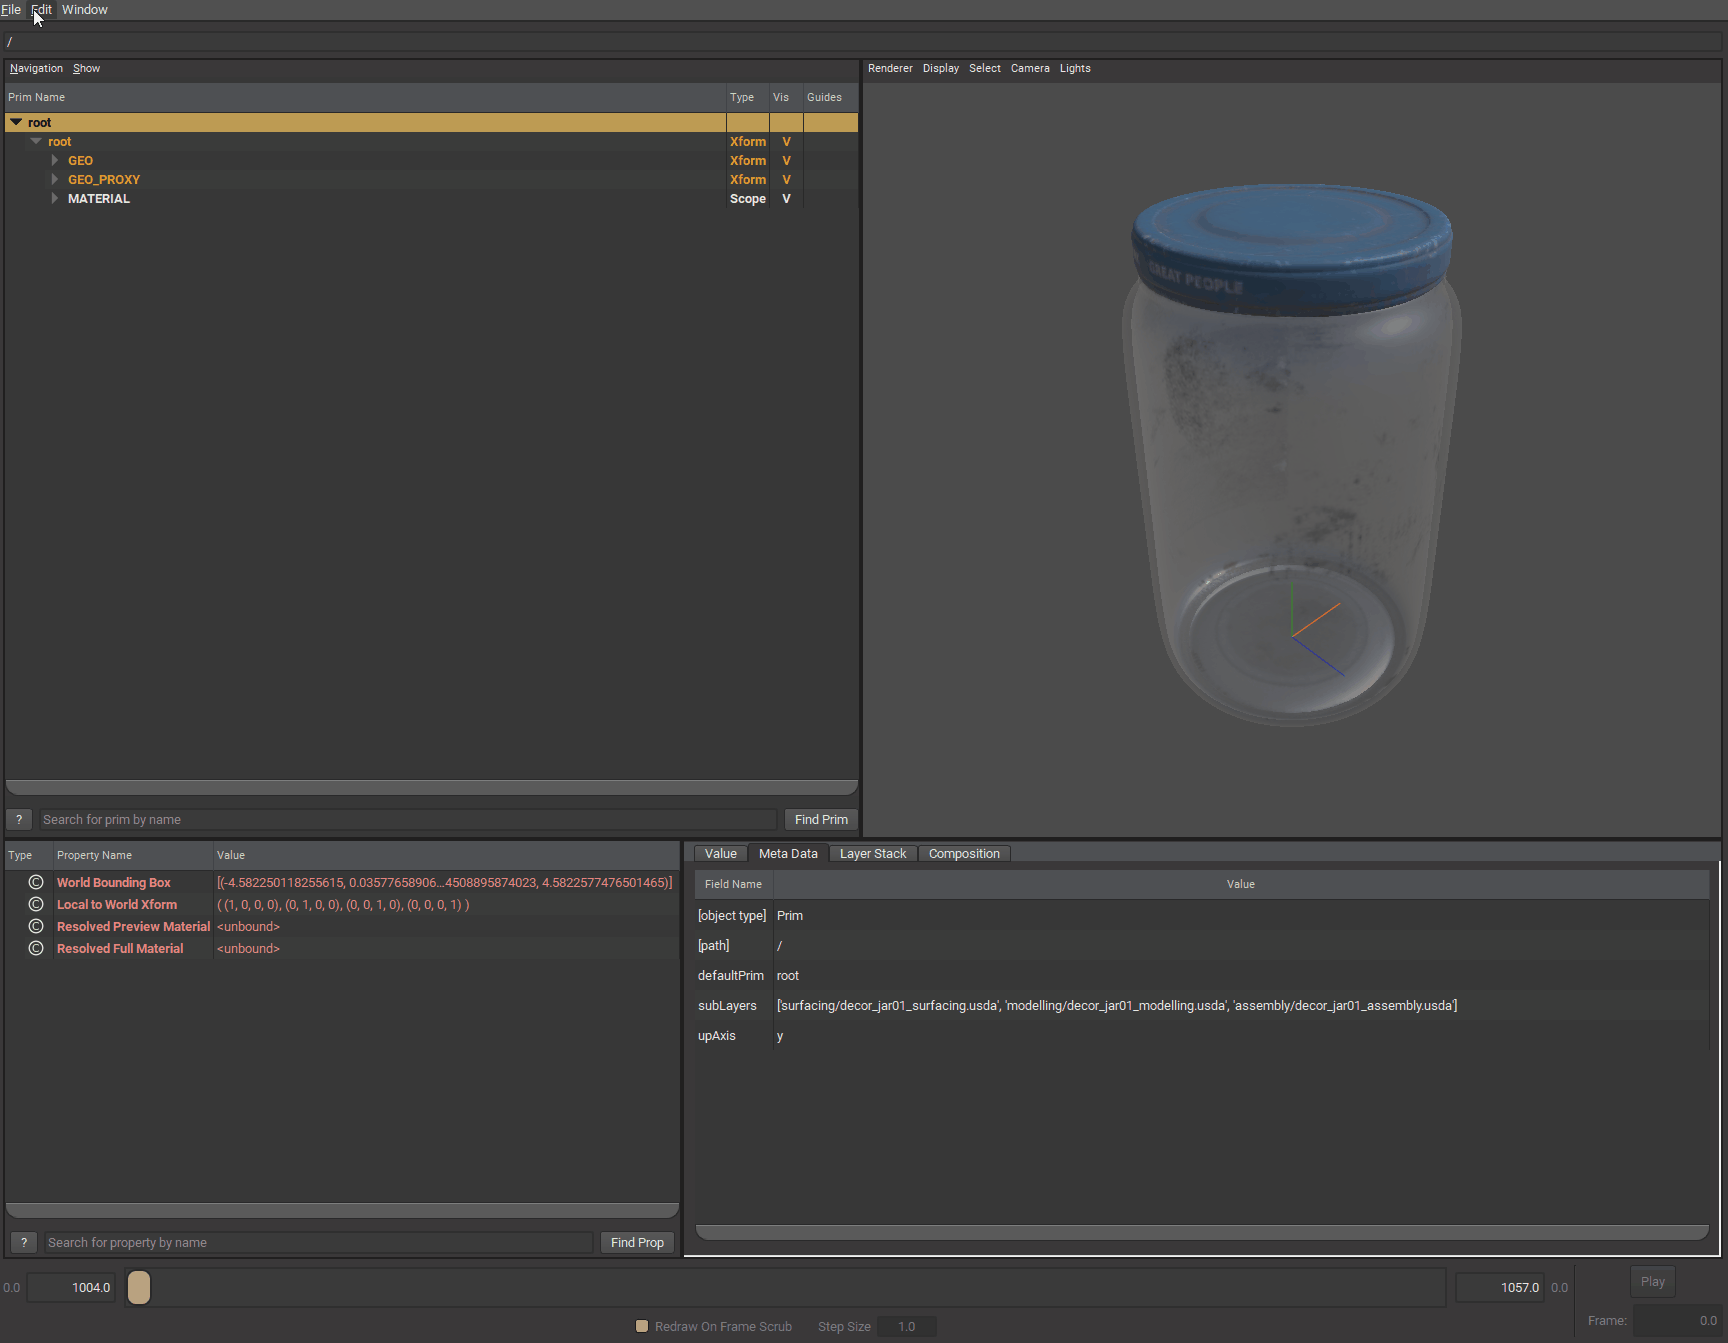 File Edit Window
/
Navigation Show
Renderer Display Select Camera Lights
Prim Name Type Vis Guides
root
root Xform V
GEO Xform V
GEO_PROXY Xform V
MATERIAL Scope V
GREAT PEOPLE
? Search for prim by name Find Prim
Type Property Name Value
© World Bounding Box [(-4.582250118255615, 0.03577658906...4508895874023, 4.5822577476501465)]
© Local to World Xform ( (1, 0, 0, 0), (0, 1, 0, 0), (0, 0, 1, 0), (0, 0, 0, 1) )
© Resolved Preview Material <unbound>
© Resolved Full Material <unbound>
? Search for property by name Find Prop
Value Meta Data Layer Stack Composition
Field Name Value
[object type] Prim
[path] /
defaultPrim root
subLayers ['surfacing/decor_jar01_surfacing.usda', 'modelling/decor_jar01_modelling.usda', 'assembly/decor_jar01_assembly.usda']
upAxis y
0.0 1004.0 1057.0 0.0 Play
Redraw On Frame Scrub Step Size 1.0 Frame: 0.0